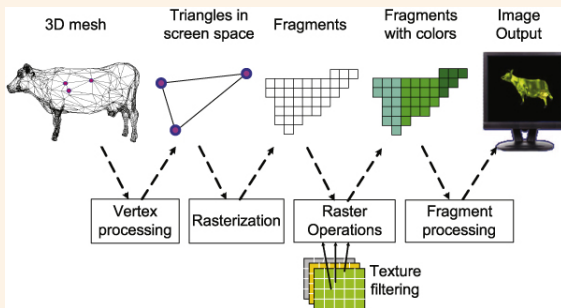 3D mesh
Triangles in
screen space
Fragments
Fragments
with colors
Image
Output
Vertex
processing
Rasterization
Raster
Operations
Fragment
processing
Texture
filtering